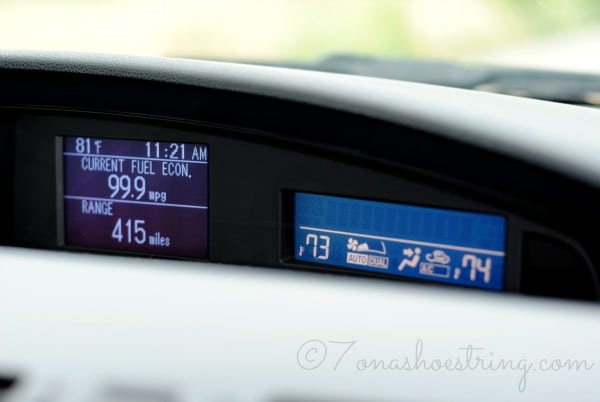 81°F 11:21 AM
CURRENT FUEL ECON.
99.9 mpg
RANGE
415 miles
°F 73
AUTO DUAL
A/C
°F 74
©7onashoestring.com